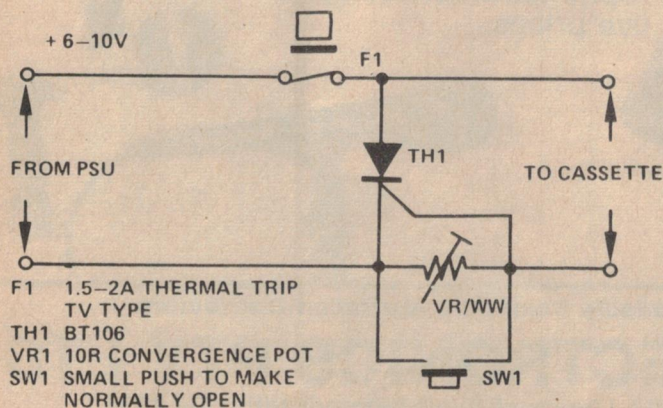 + 6–10V
F1
FROM PSU
TH1
TO CASSETTE
VR/WW
SW1
F1 1.5–2A THERMAL TRIP
TV TYPE
TH1 BT106
VR1 10R CONVERGENCE POT
SW1 SMALL PUSH TO MAKE
NORMALLY OPEN